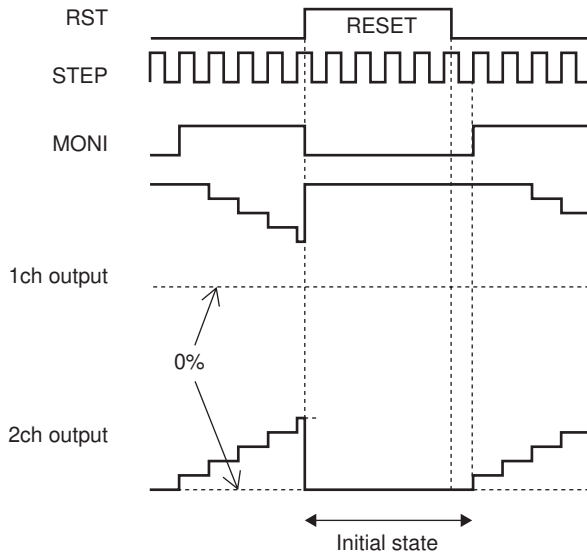 RST
RESET
STEP
MONI
1ch output
0%
2ch output
Initial state